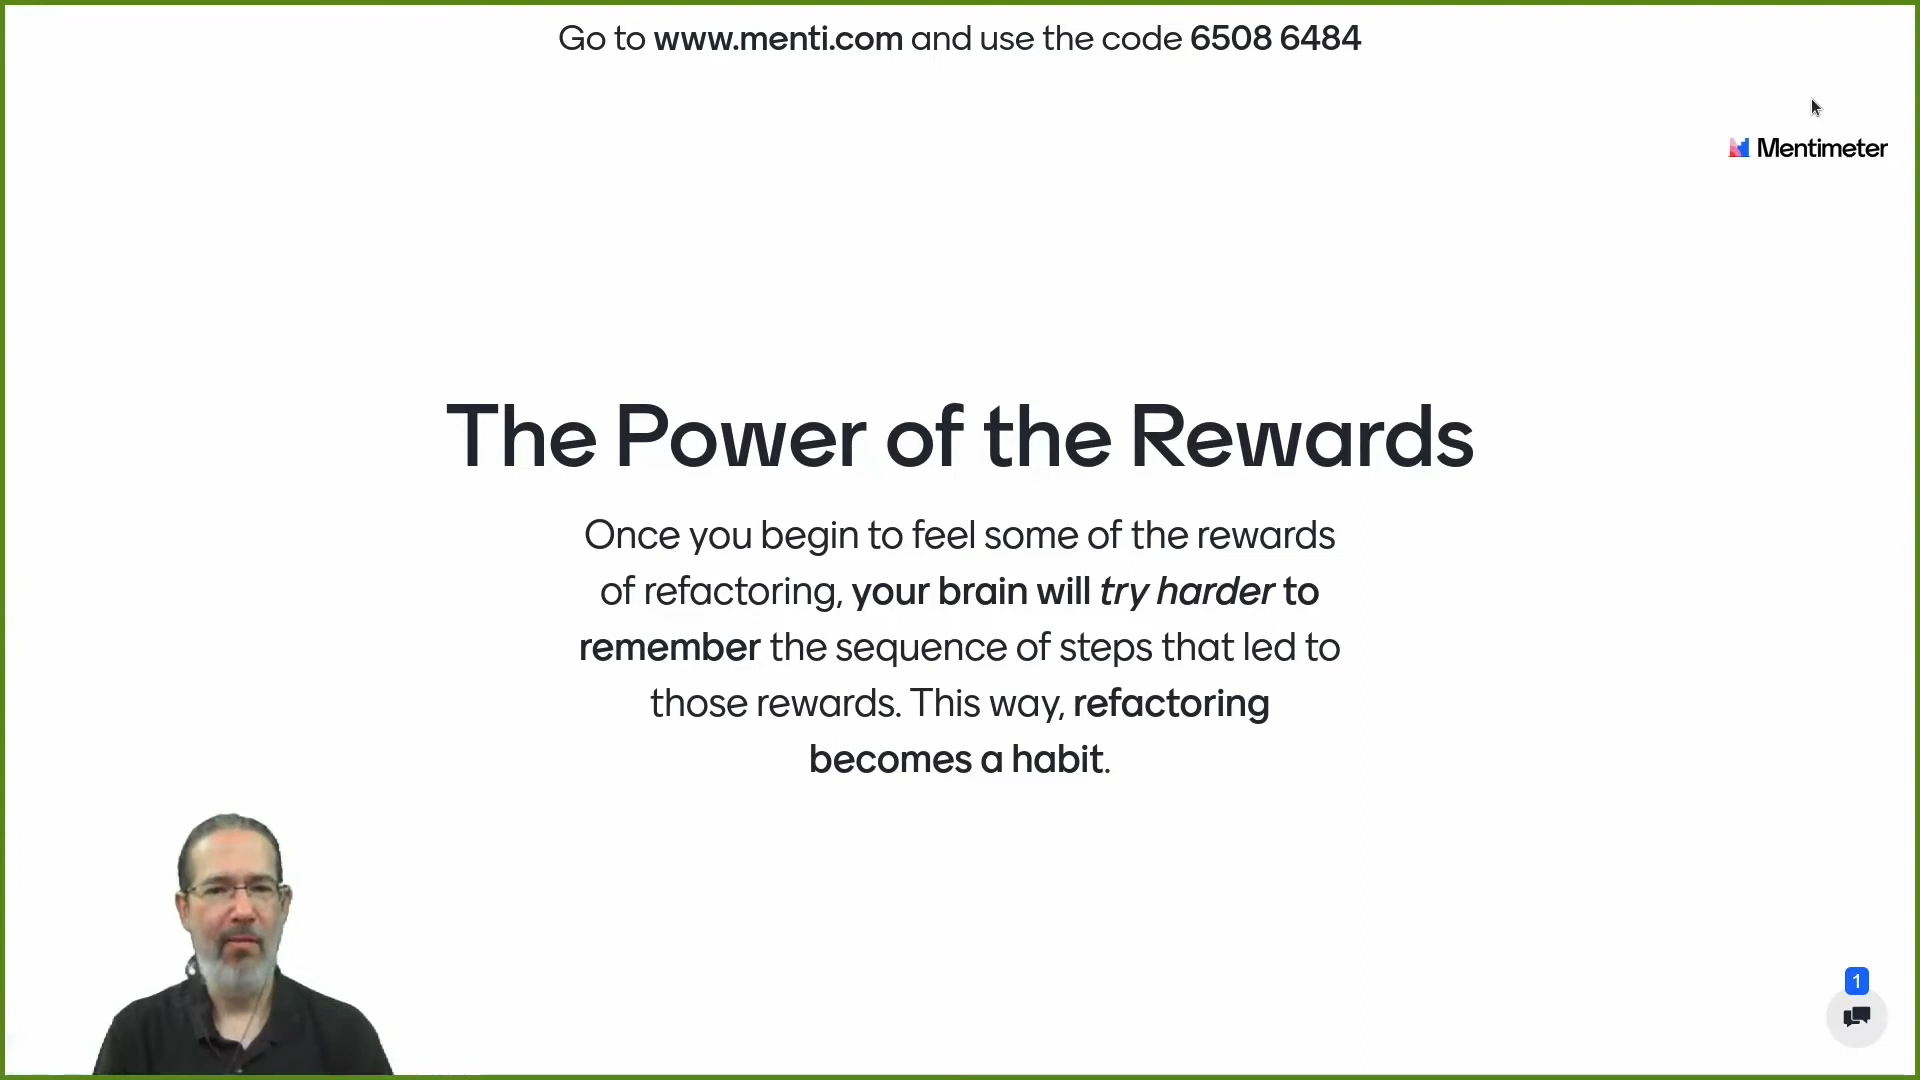 Go to www.menti.com and use the code 6508 6484
Mentimeter
The Power of the Rewards
Once you begin to feel some of the rewards
of refactoring, your brain will try harder to
remember the sequence of steps that led to
those rewards. This way, refactoring
becomes a habit.
1